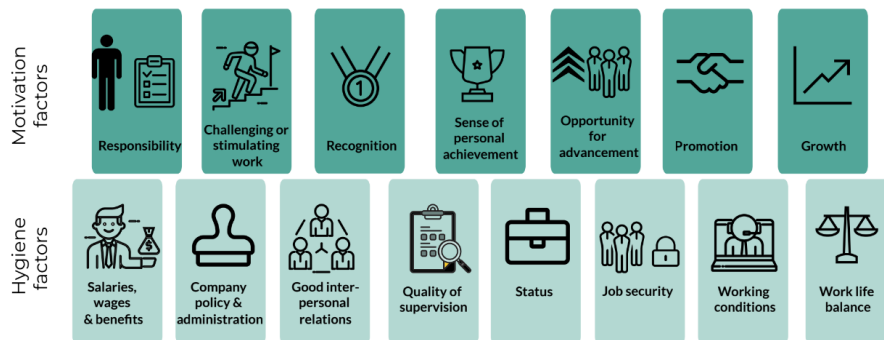 Motivation
factors
Responsibility
Challenging or
stimulating work
1
Recognition
Sense of
personal
achievement
Opportunity
for
advancement
Promotion
Growth
Hygiene
factors
$
Salaries,
wages
& benefits
Company
policy &
administration
Good inter-
personal
relations
Quality of
supervision
Status
Job security
Working
conditions
Work life
balance